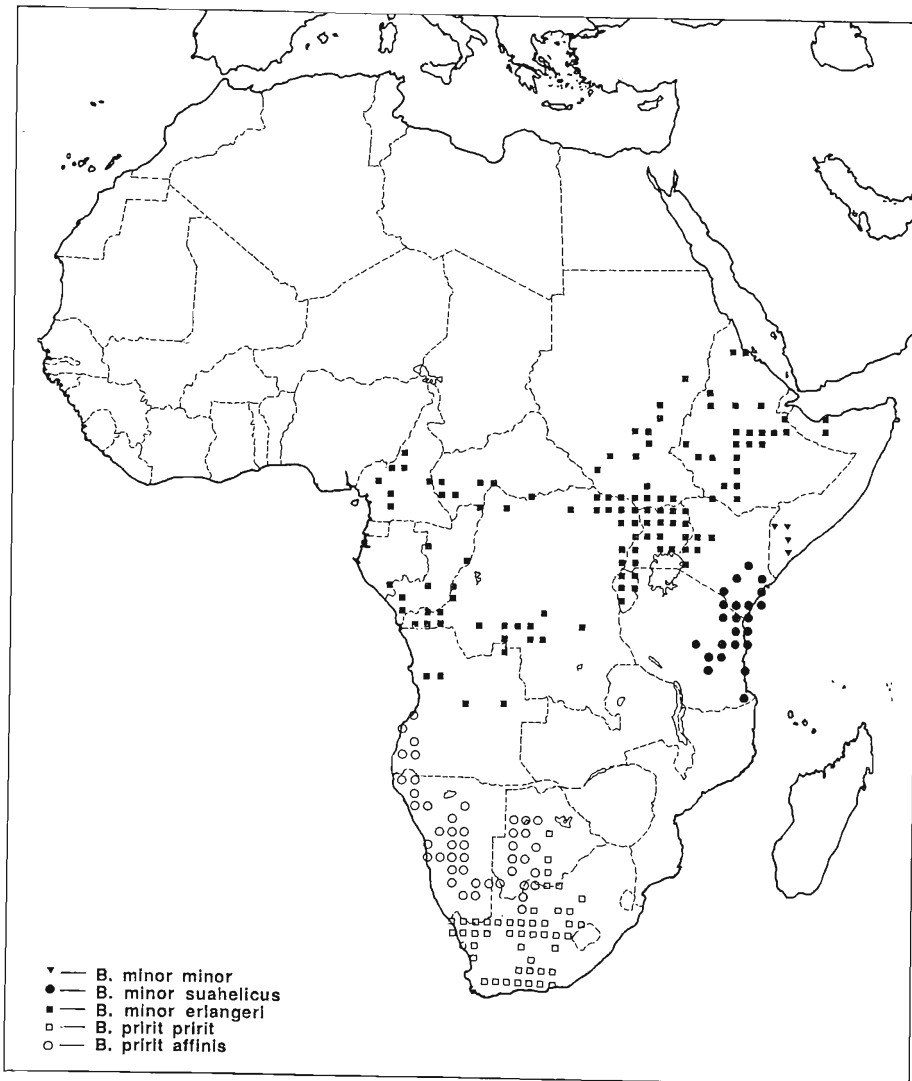 B. minor minor
B. minor suahelicus
B. minor erlangeri
B. pririt pririt
B. pririt affinis